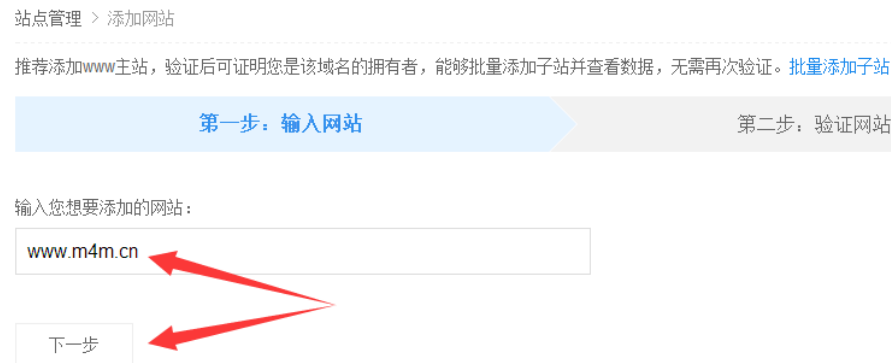 站点管理 > 添加网站
推荐添加www主站，验证后可证明您是该域名的拥有者，能够批量添加子站并查看数据，无需再次验证。批量添加子站
第一步：输入网站
第二步：验证网站
输入您想要添加的网站：
www.m4m.cn
下一步